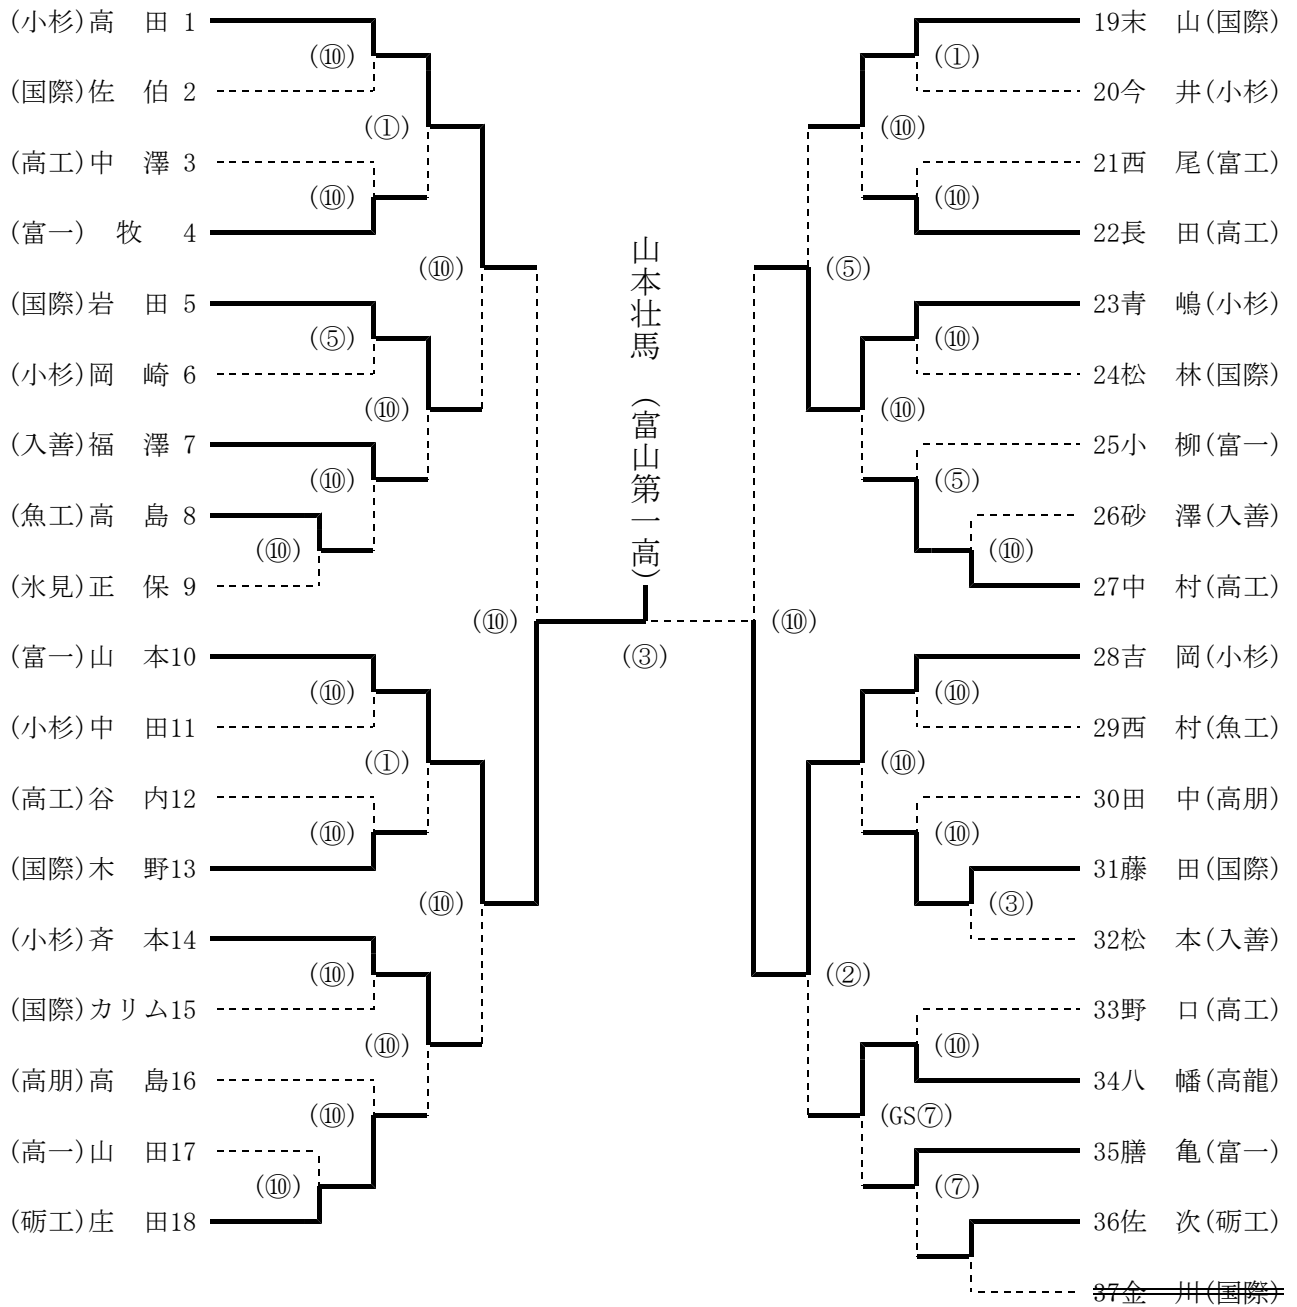 (小杉)高　田 1
(⑩)
(国際)佐　伯 2
(①)
(高工)中　澤 3
(⑩)
(富一)　牧　 4
(⑩)
(国際)岩　田 5
(⑤)
(小杉)岡　崎 6
(⑩)
(入善)福　澤 7
(⑩)
(魚工)高　島 8
(⑩)
(氷見)正　保 9
(⑩)
(富一)山　本10
(⑩)
(小杉)中　田11
(①)
(高工)谷　内12
(⑩)
(国際)木　野13
(⑩)
(小杉)斉　本14
(⑩)
(国際)カリム15
(⑩)
(高朋)高　島16
(⑩)
(高一)山　田17
(⑩)
(砺工)庄　田18
山本壮馬　(富山第一高)
(③)
19末　山(国際)
(①)
20今　井(小杉)
(⑩)
21西　尾(富工)
(⑩)
22長　田(高工)
(⑤)
23青　嶋(小杉)
(⑩)
24松　林(国際)
(⑩)
25小　柳(富一)
(⑤)
26砂　澤(入善)
(⑩)
27中　村(高工)
(⑩)
28吉　岡(小杉)
(⑩)
29西　村(魚工)
(⑩)
30田　中(高朋)
(⑩)
31藤　田(国際)
(③)
32松　本(入善)
(②)
33野　口(高工)
(⑩)
34八　幡(高龍)
(GS⑦)
35膳　亀(富一)
(⑦)
36佐　次(砺工)
37金　川(国際)